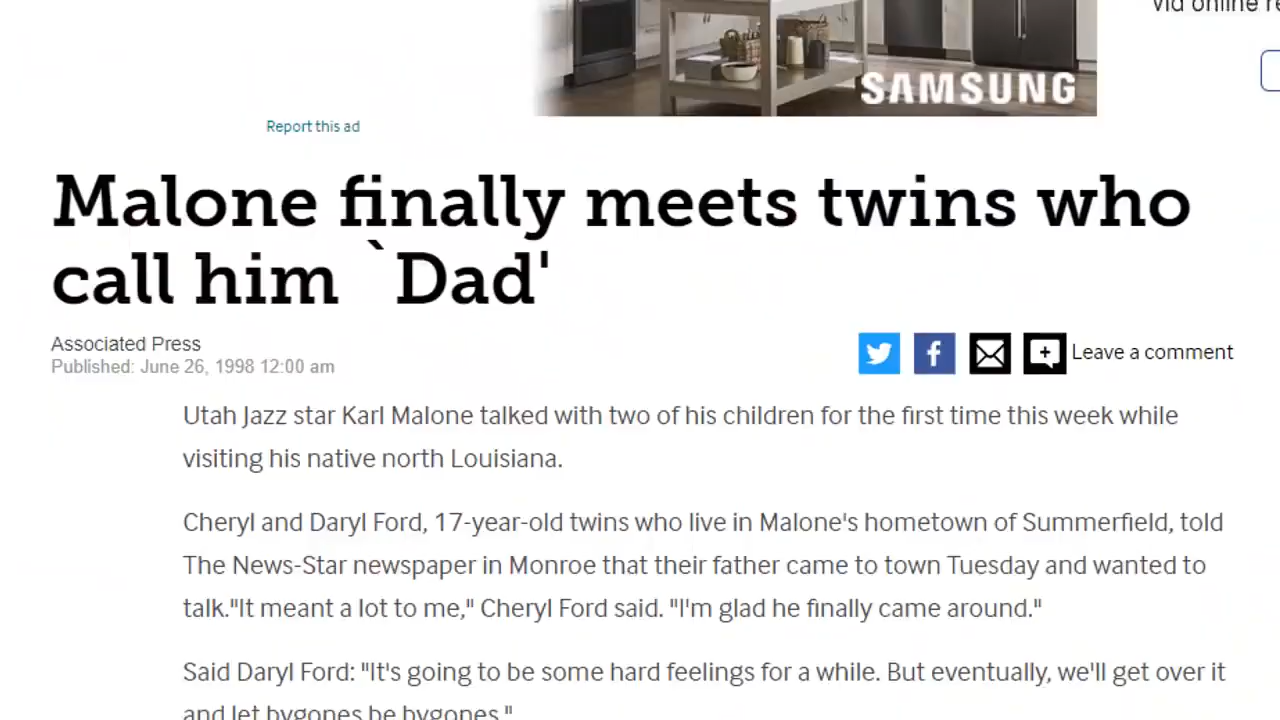 vid online re
SAMSUNG
Report this ad
Malone finally meets twins who
call him `Dad'
Associated Press
Published: June 26, 1998 12:00 am
Leave a comment
Utah Jazz star Karl Malone talked with two of his children for the first time this week while
visiting his native north Louisiana.
Cheryl and Daryl Ford, 17-year-old twins who live in Malone's hometown of Summerfield, told
The News-Star newspaper in Monroe that their father came to town Tuesday and wanted to
talk."It meant a lot to me," Cheryl Ford said. "I'm glad he finally came around."
Said Daryl Ford: "It's going to be some hard feelings for a while. But eventually, we'll get over it
and let bygones be bygones."